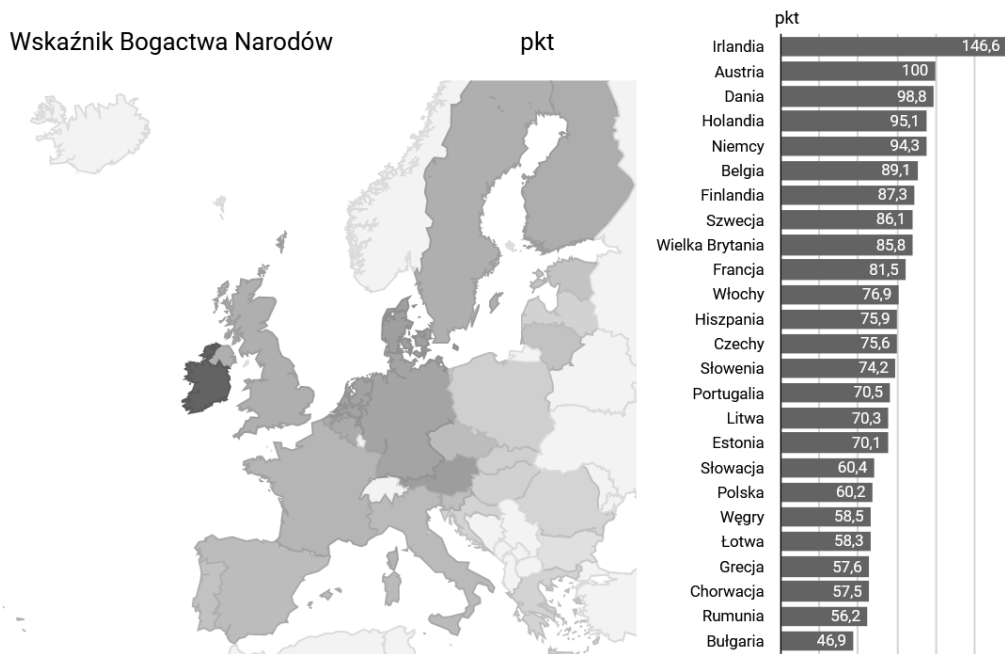 Wskaźnik Bogactwa Narodów
pkt
pkt
Irlandia 146,6
Austria 100
Dania 98,8
Holandia 95,1
Niemcy 94,3
Belgia 89,1
Finlandia 87,3
Szwecja 86,1
Wielka Brytania 85,8
Francja 81,5
Włochy 76,9
Hiszpania 75,9
Czechy 75,6
Słowenia 74,2
Portugalia 70,5
Litwa 70,3
Estonia 70,1
Słowacja 60,4
Polska 60,2
Węgry 58,5
Łotwa 58,3
Grecja 57,6
Chorwacja 57,5
Rumunia 56,2
Bułgaria 46,9